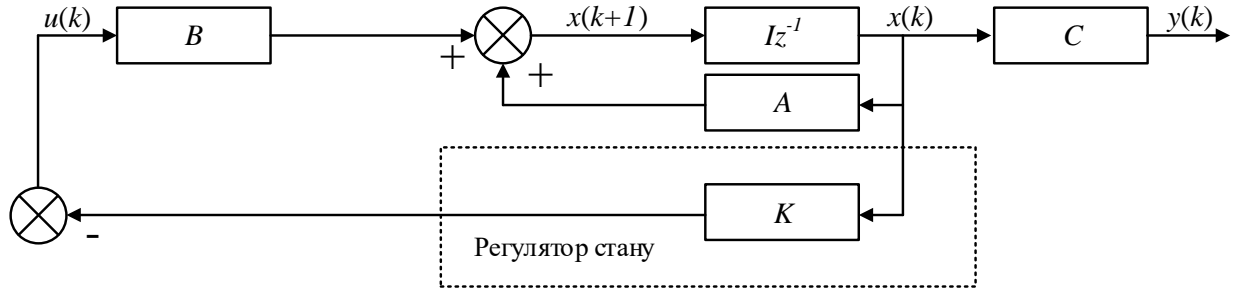 u(k) B x(k+1) Iz⁻¹ x(k) C y(k)
+ +
A
K
-
Регулятор стану